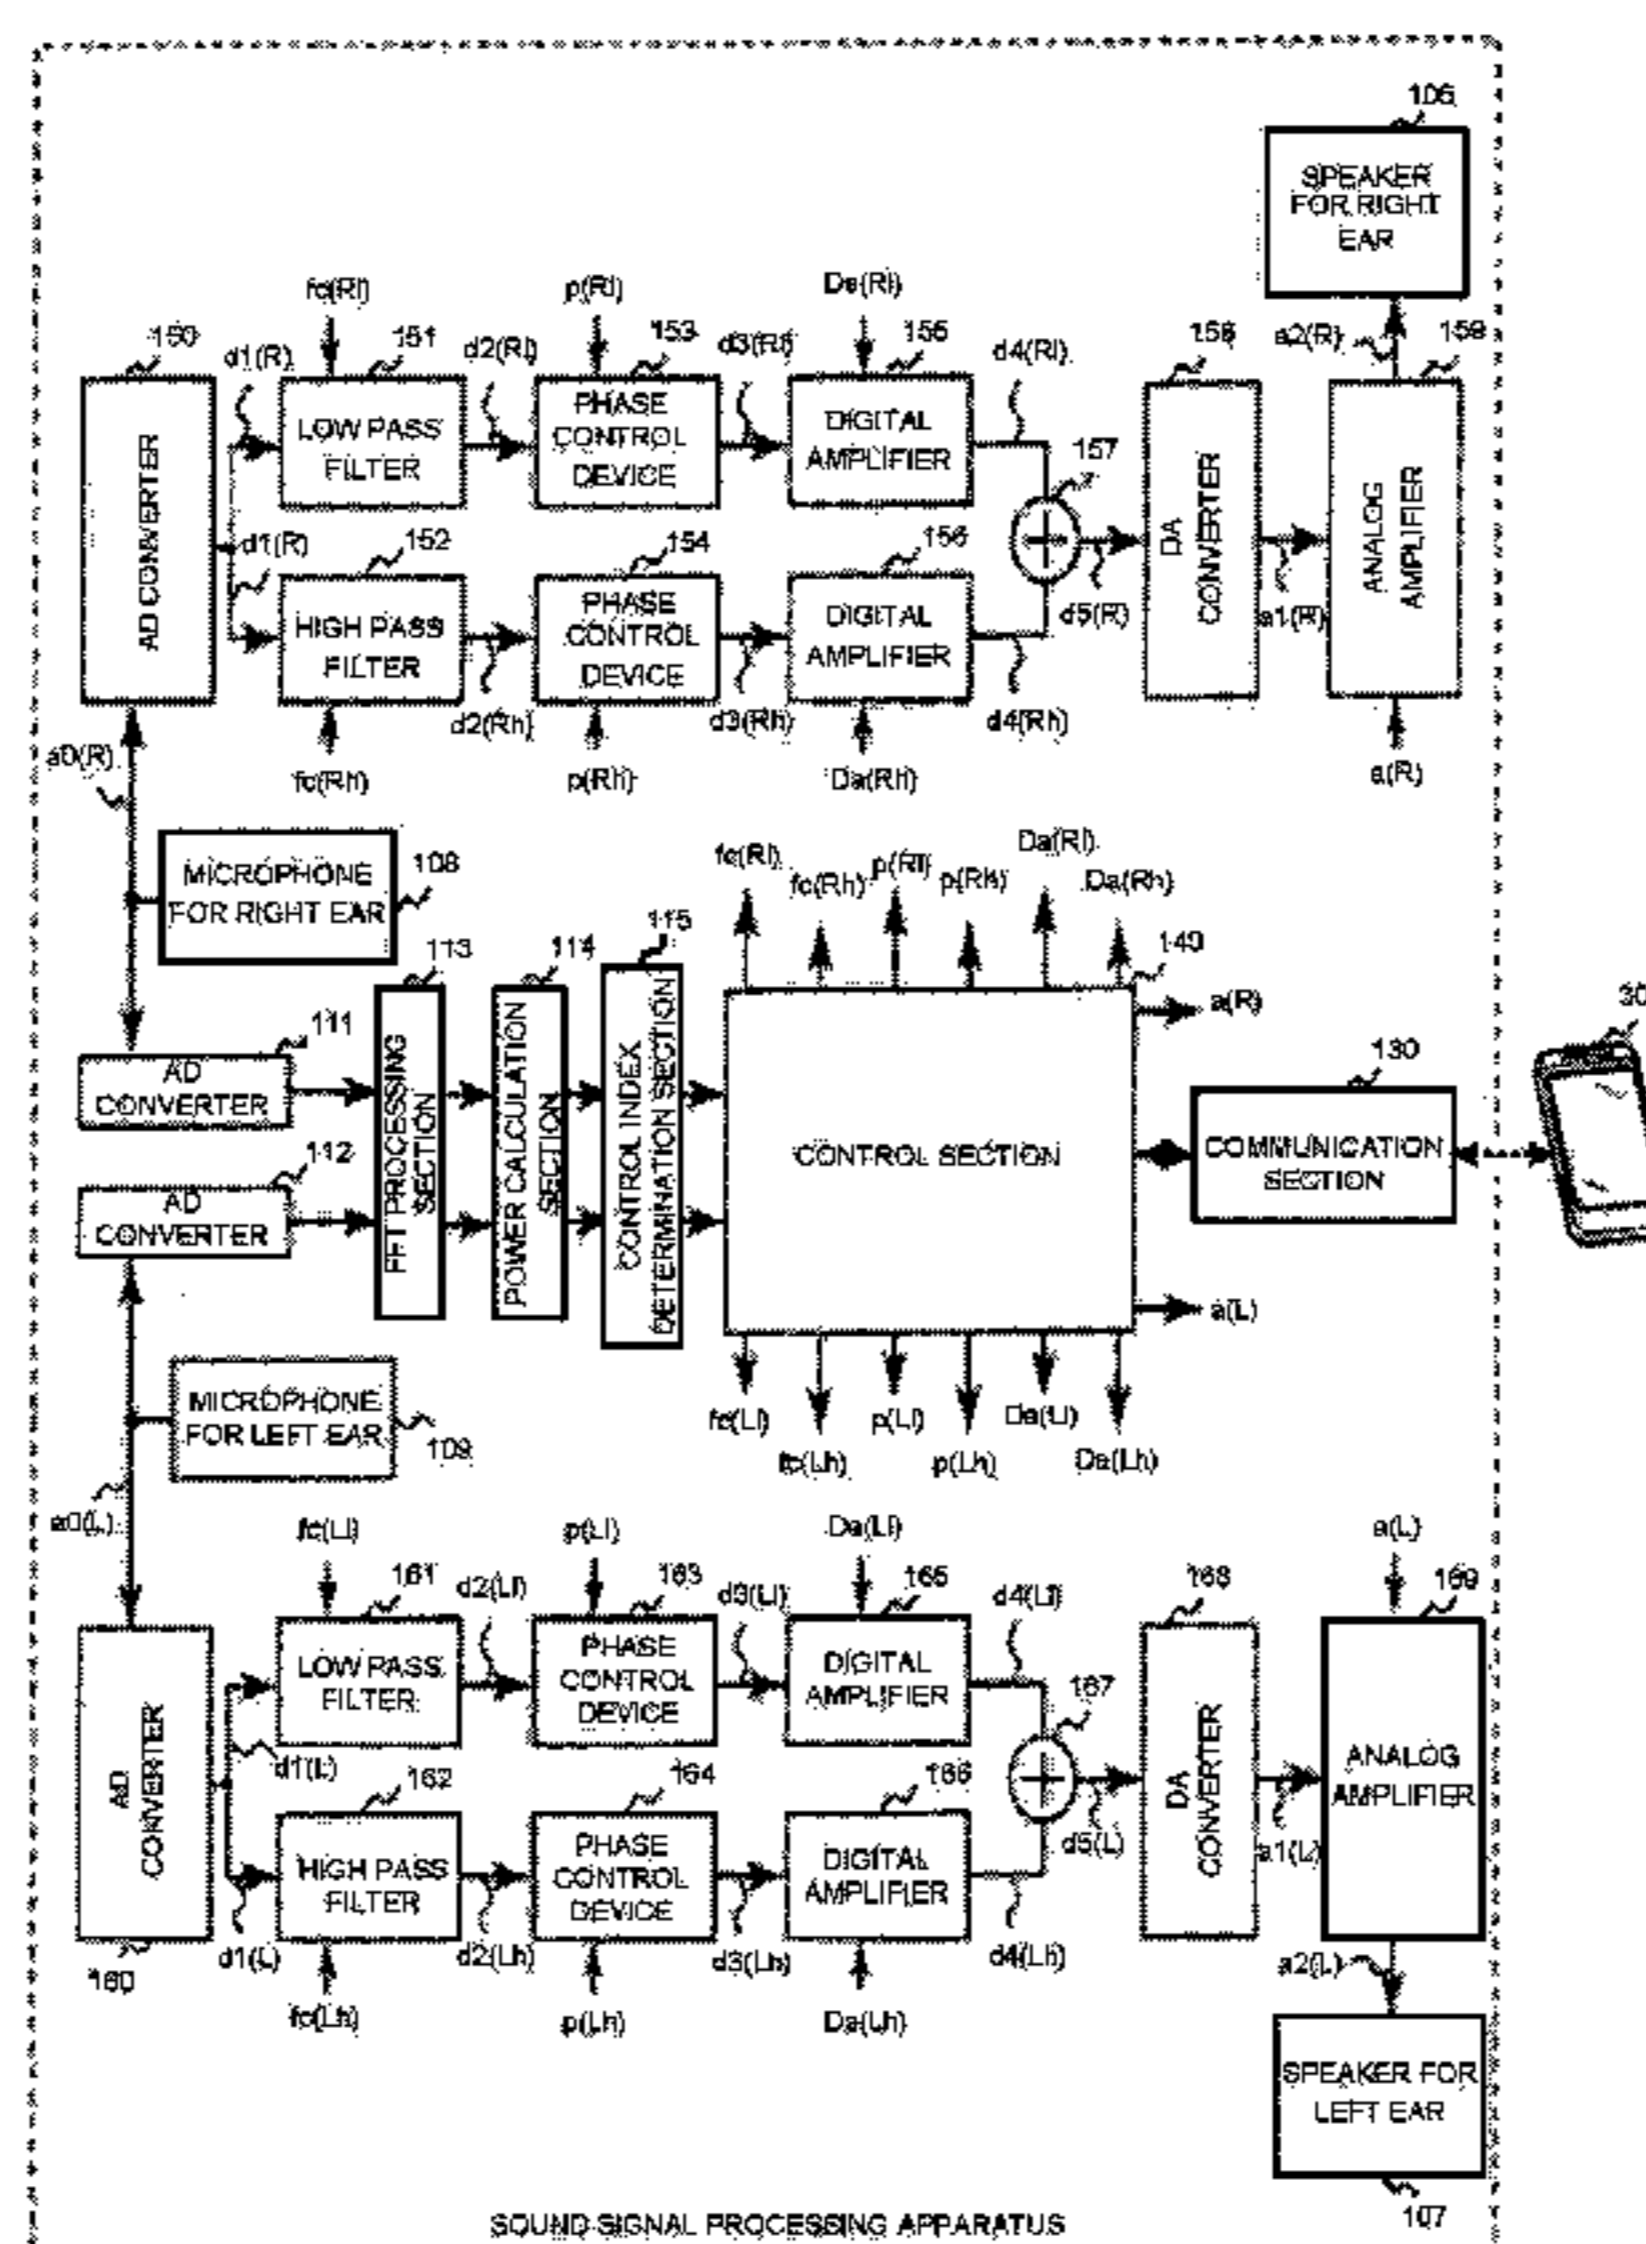 106
SPEAKER
FOR RIGHT
EAR
fc(Rl)
p(Rl)
Da(Rl)
150
d1(R)
151
d2(Rl)
153
d3(Rl)
155
d4(Rl)
158
a2(R)
159
AD CONVERTER
LOW PASS
FILTER
PHASE
CONTROL
DEVICE
DIGITAL
AMPLIFIER
157
DA
CONVERTER
ANALOG
AMPLIFIER
d1(R)
152
154
156
HIGH PASS
FILTER
PHASE
CONTROL
DEVICE
DIGITAL
AMPLIFIER
d5(R)
a1(R)
d2(Rh)
d3(Rh)
d4(Rh)
a0(R)
fc(Rh)
p(Rh)
Da(Rh)
a(R)
MICROPHONE
FOR RIGHT EAR
108
fc(Rl)
fc(Rh)
p(Rl)
p(Rh)
Da(Rl)
Da(Rh)
113
114
115
140
a(R)
111
AD
CONVERTER
112
AD
CONVERTER
FFT PROCESSING
SECTION
POWER CALCULATION
SECTION
CONTROL INDEX
DETERMINATION SECTION
CONTROL SECTION
130
COMMUNICATION
SECTION
30
a(L)
MICROPHONE
FOR LEFT EAR
109
fc(Ll)
fc(Lh)
p(Ll)
p(Lh)
Da(Ll)
Da(Lh)
a0(L)
fc(Ll)
p(Ll)
Da(Ll)
a(L)
161
d2(Ll)
163
d3(Ll)
165
d4(Ll)
168
169
AD
CONVERTER
LOW PASS
FILTER
PHASE
CONTROL
DEVICE
DIGITAL
AMPLIFIER
167
DA
CONVERTER
ANALOG
AMPLIFIER
d1(L)
162
164
166
HIGH PASS
FILTER
PHASE
CONTROL
DEVICE
DIGITAL
AMPLIFIER
d5(L)
a1(L)
160
d1(L)
d2(Lh)
d3(Lh)
d4(Lh)
a2(L)
fc(Lh)
p(Lh)
Da(Lh)
SPEAKER FOR
LEFT EAR
107
SOUND SIGNAL PROCESSING APPARATUS